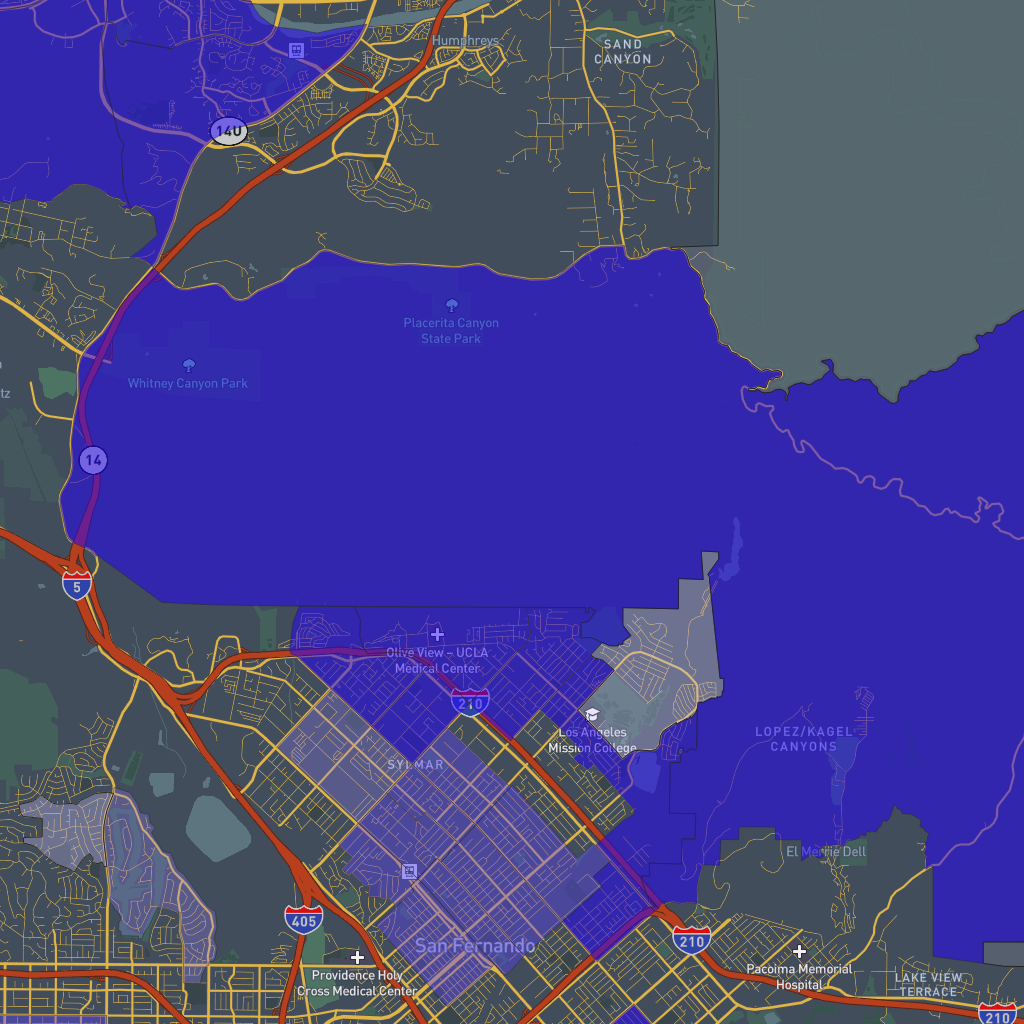 Humphreys
SAND
CANYON
14U
Placerita Canyon
State Park
Whitney Canyon Park
tz
14
5
Olive View – UCLA
Medical Center
210
Los Angeles
Mission College
LOPEZ/KAGEL
CANYONS
SYLMAR
El Merrie Dell
405
San Fernando
210
Providence Holy
Cross Medical Center
Pacoima Memorial
Hospital
LAKE VIEW
TERRACE
210